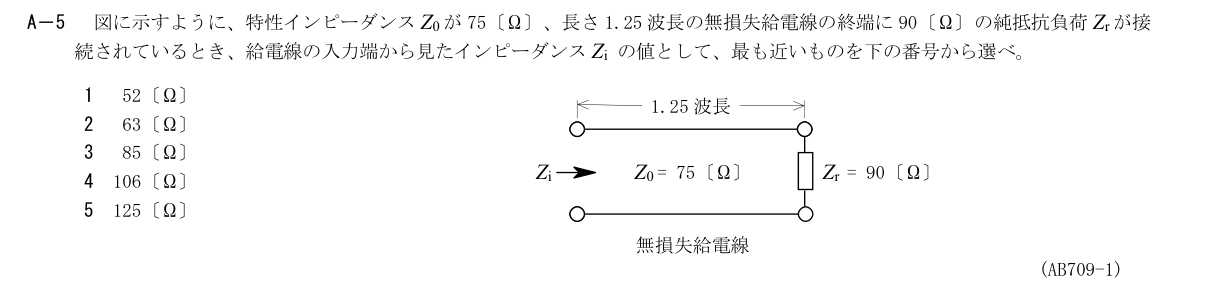 A－5　図に示すように、特性インピーダンス Z0 が 75〔Ω〕、長さ 1.25 波長の無損失給電線の終端に 90〔Ω〕の純抵抗負荷 Zr が接
続されているとき、給電線の入力端から見たインピーダンス Zi の値として、最も近いものを下の番号から選べ。
1　52〔Ω〕
2　63〔Ω〕
3　85〔Ω〕
4　106〔Ω〕
5　125〔Ω〕
1.25 波長
Zi
Z0 = 75〔Ω〕
Zr = 90〔Ω〕
無損失給電線
(AB709-1)